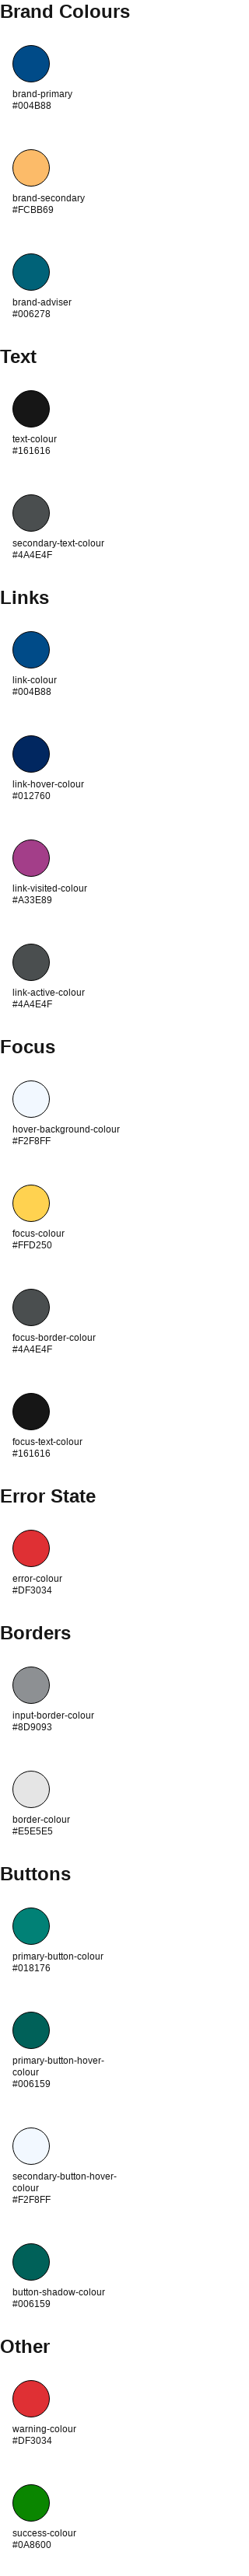 Brand Colours
brand-primary
#004B88
brand-secondary
#FCBB69
brand-adviser
#006278
Text
text-colour
#161616
secondary-text-colour
#4A4E4F
Links
link-colour
#004B88
link-hover-colour
#012760
link-visited-colour
#A33E89
link-active-colour
#4A4E4F
Focus
hover-background-colour
#F2F8FF
focus-colour
#FFD250
focus-border-colour
#4A4E4F
focus-text-colour
#161616
Error State
error-colour
#DF3034
Borders
input-border-colour
#8D9093
border-colour
#E5E5E5
Buttons
primary-button-colour
#018176
primary-button-hover-
colour
#006159
secondary-button-hover-
colour
#F2F8FF
button-shadow-colour
#006159
Other
warning-colour
#DF3034
success-colour
#0A8600